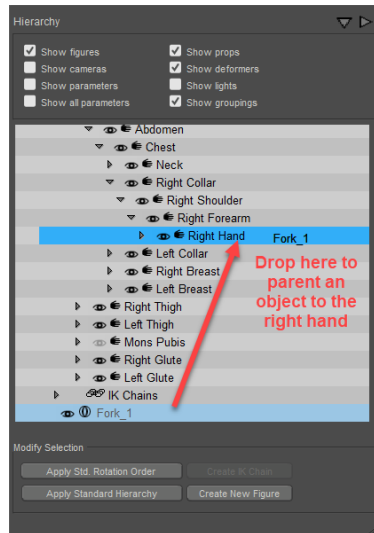 Hierarchy
Show figures
Show props
Show cameras
Show deformers
Show parameters
Show lights
Show all parameters
Show groupings
Abdomen
Chest
Neck
Right Collar
Right Shoulder
Right Forearm
Right Hand
Fork_1
Left Collar
Drop here to
Right Breast
parent an
Left Breast
object to the
Right Thigh
right hand
Left Thigh
Mons Pubis
Right Glute
Left Glute
IK Chains
Fork_1
Modify Selection
Apply Std. Rotation Order
Create IK Chain
Apply Standard Hierarchy
Create New Figure